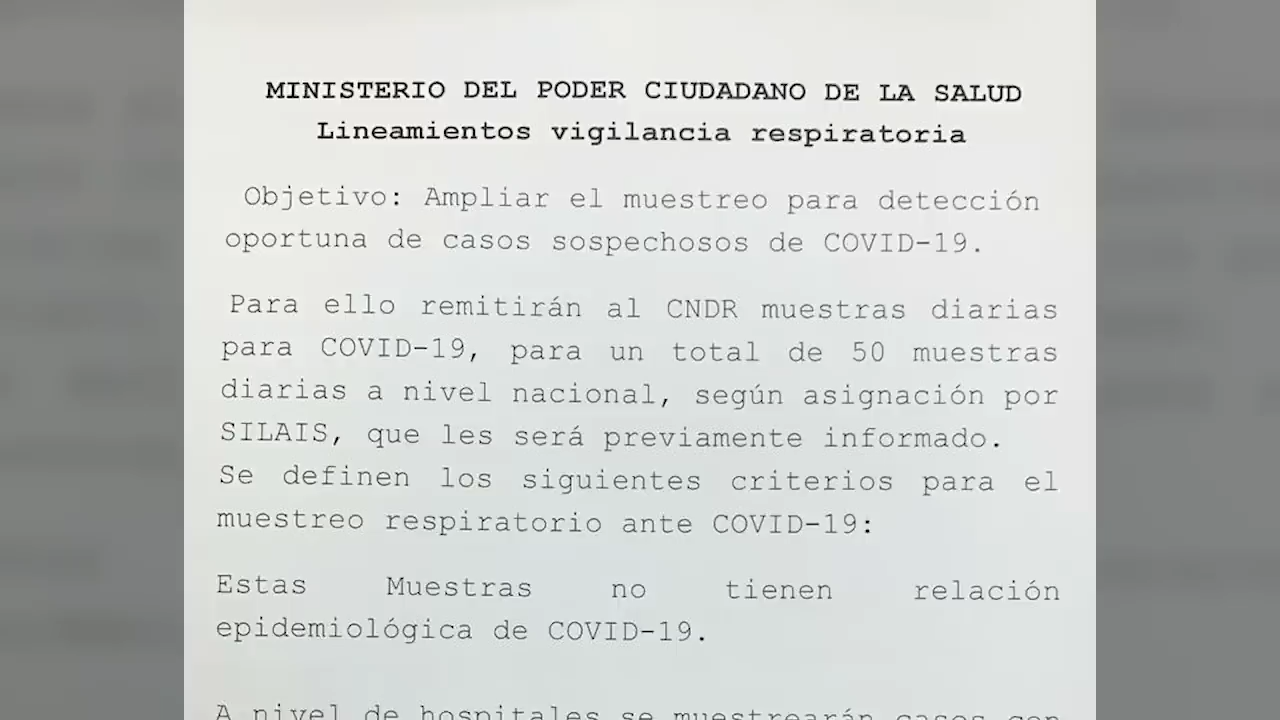 MINISTERIO DEL PODER CIUDADANO DE LA SALUD
Lineamientos vigilancia respiratoria
Objetivo: Ampliar el muestreo para detección
oportuna de casos sospechosos de COVID-19.
Para ello remitirán al CNDR muestras diarias
para COVID-19, para un total de 50 muestras
diarias a nivel nacional, según asignación por
SILAIS, que les será previamente informado.
Se definen los siguientes criterios para el
muestreo respiratorio ante COVID-19:
Estas Muestras no tienen relación
epidemiológica de COVID-19.
A nivel de hospitales se muestrearán casos con